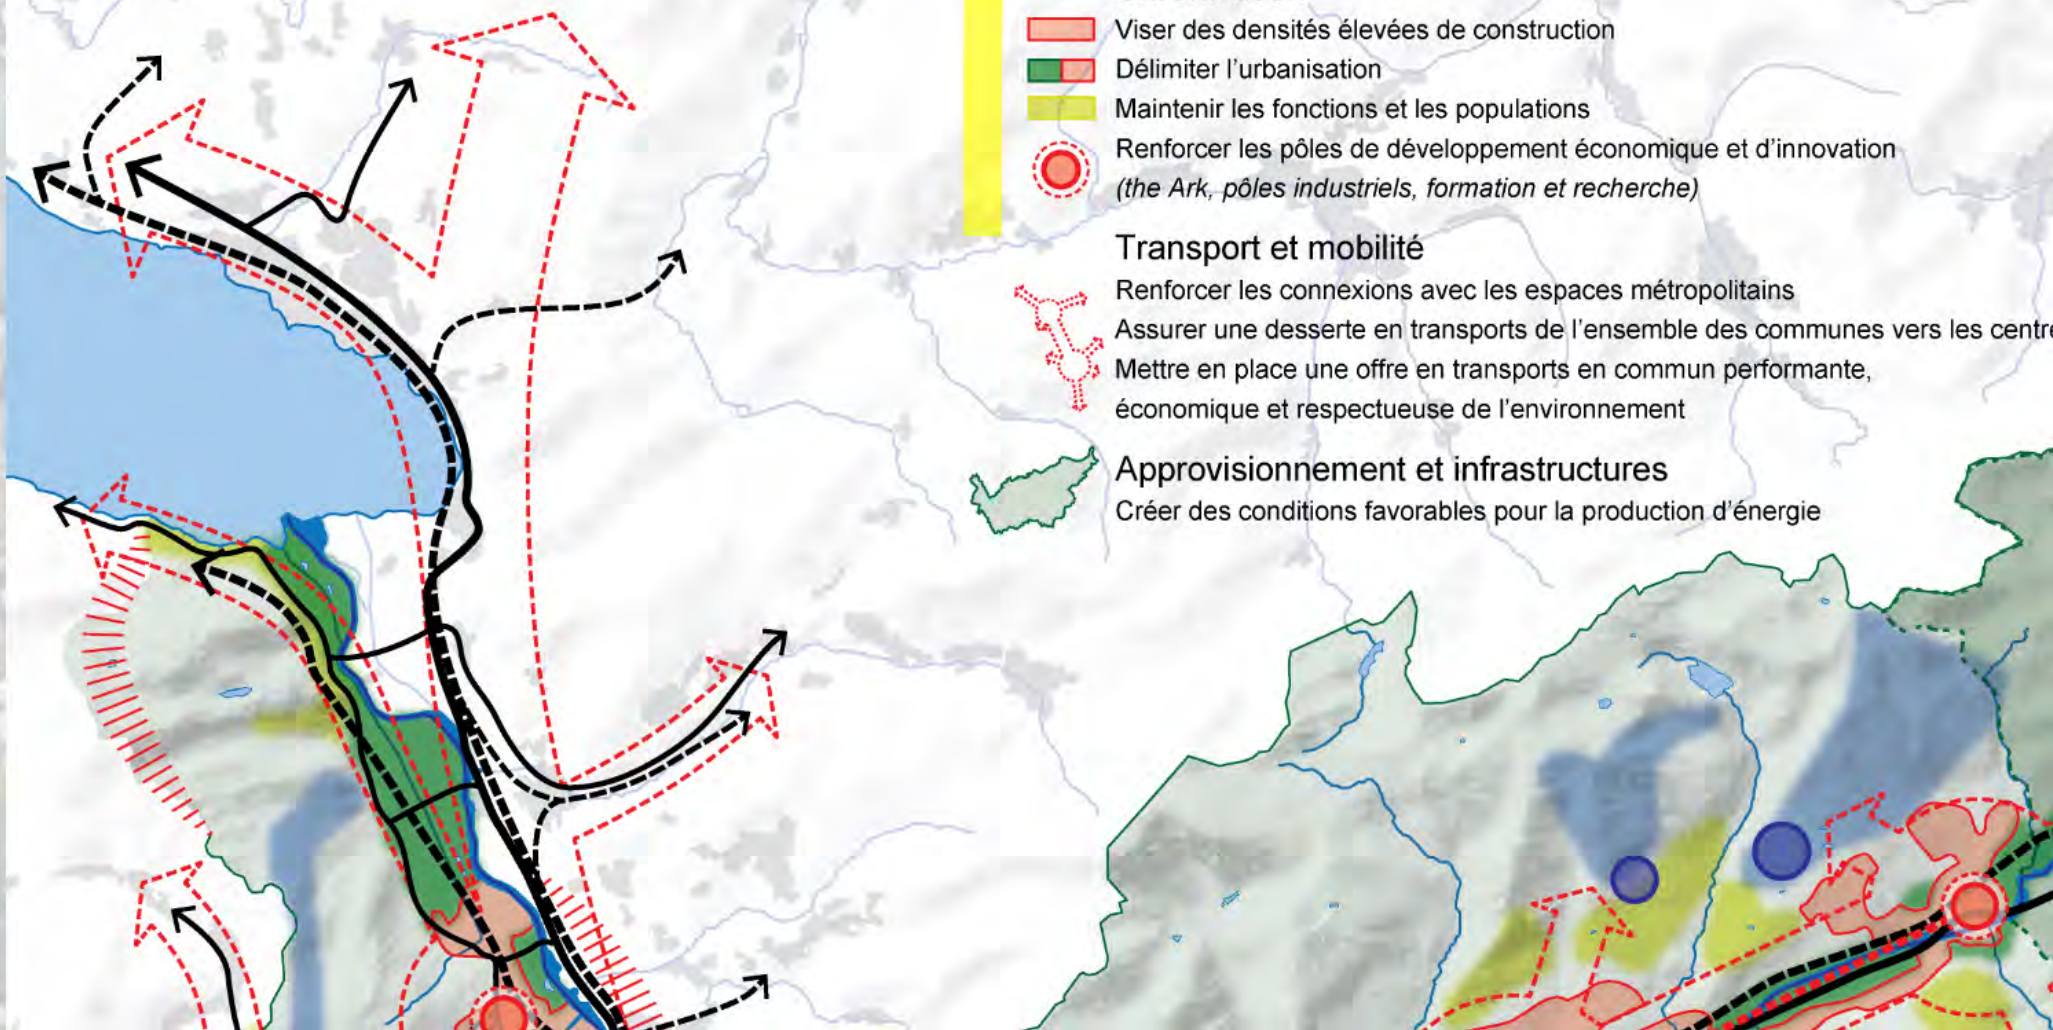 Viser des densités élevées de construction
Délimiter l'urbanisation
Maintenir les fonctions et les populations
Renforcer les pôles de développement économique et d'innovation
(the Ark, pôles industriels, formation et recherche)
Transport et mobilité
Renforcer les connexions avec les espaces métropolitains
Assurer une desserte en transports de l'ensemble des communes vers les
Mettre en place une offre en transports en commun performante,
économique et respectueuse de l'environnement
Approvisionnement et infrastructures
Créer des conditions favorables pour la production d'énergie